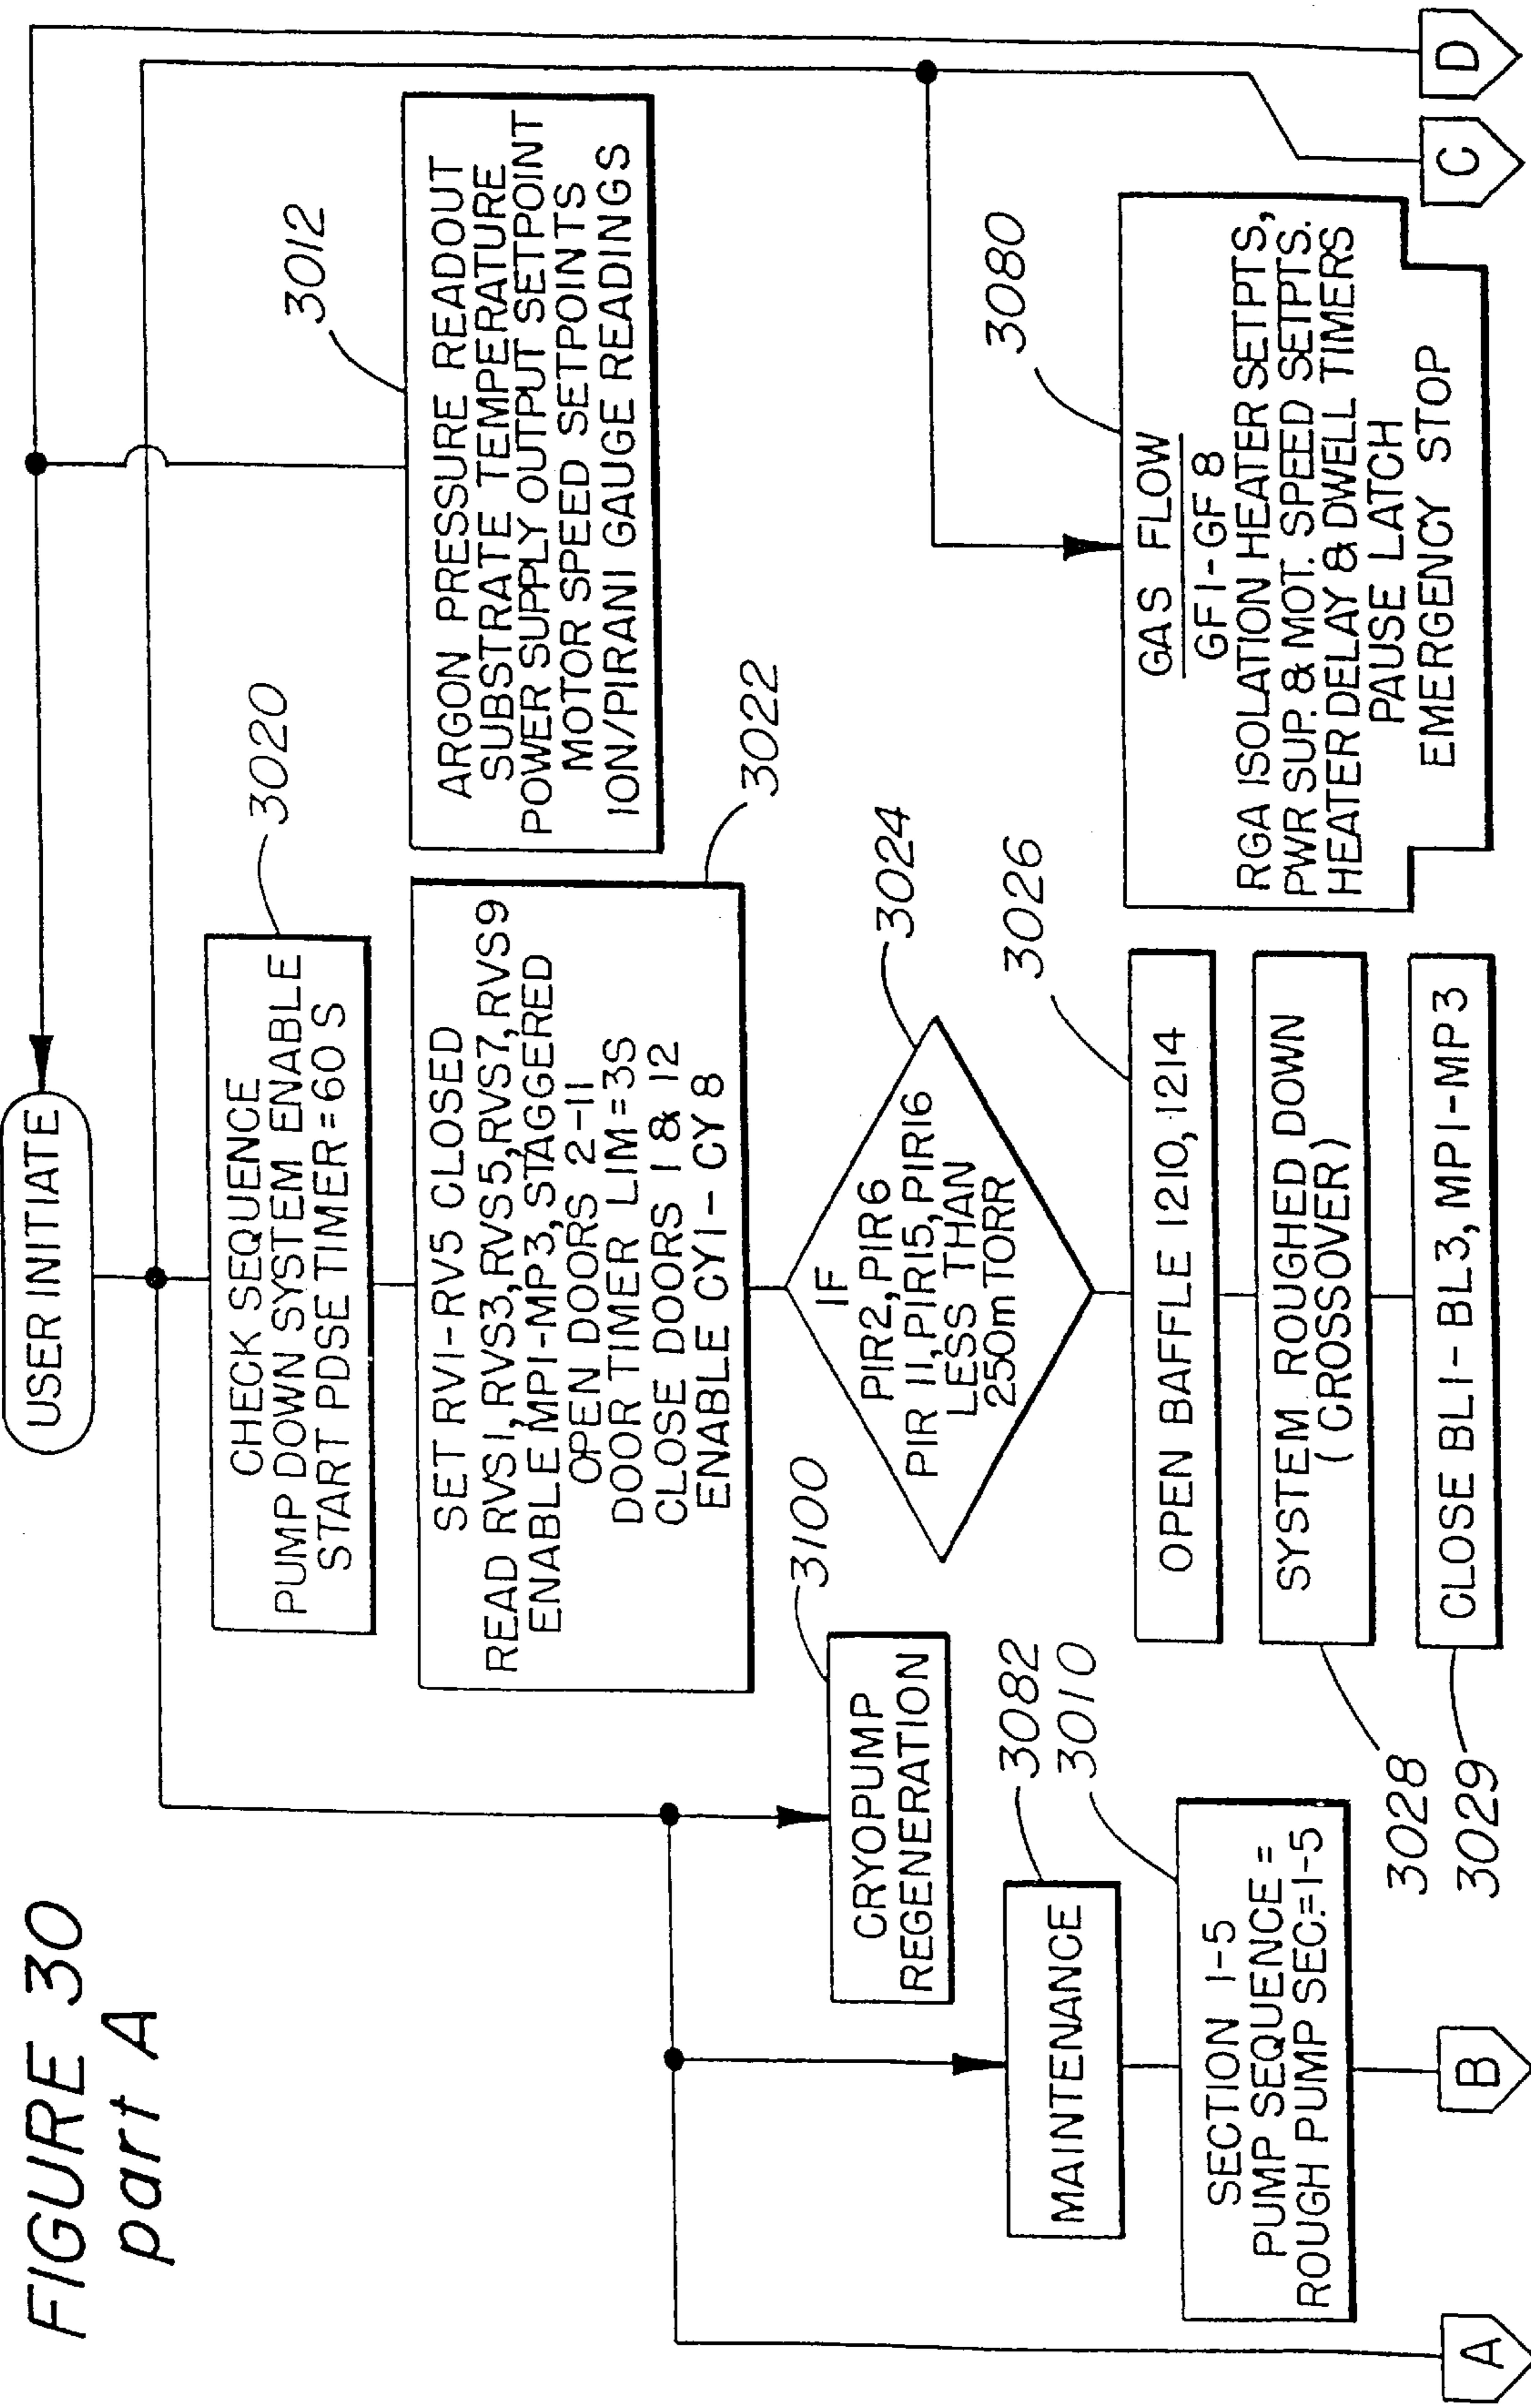 FIGURE 30
part A
USER INITIATE
3020
CHECK SEQUENCE
PUMP DOWN SYSTEM ENABLE
START PDSE TIMER = 60 S
3012
ARGON PRESSURE READOUT
SUBSTRATE TEMPERATURE
POWER SUPPLY OUTPUT SETPOINT
MOTOR SPEED SETPOINTS
ION/PIRANI GAUGE READINGS
3022
SET RV1-RV5 CLOSED
READ RVS1, RVS3, RVS5, RVS7, RVS9
ENABLE MP1-MP3, STAGGERED
OPEN DOORS 2-11
DOOR TIMER LIM = 3S
CLOSE DOORS 1 & 12
ENABLE CY1- CY 8
3024
IF
PIR2, PIR6
PIR 11, PIR15, PIR16
LESS THAN
250m TORR
3100
CRYOPUMP
REGENERATION
3026
OPEN BAFFLE 1210, 1214
3028
SYSTEM ROUGHED DOWN
( CROSSOVER )
3029
CLOSE BL1 - BL3, MP1-MP3
3080
GAS FLOW
GF1-GF 8
RGA ISOLATION HEATER SETPTS,
PWR SUP. & MOT. SPEED SETPTS.
HEATER DELAY & DWELL TIMERS
PAUSE LATCH
EMERGENCY STOP
3082
MAINTENANCE
3010
SECTION 1-5
PUMP SEQUENCE =
ROUGH PUMP SEC.=1-5
A
B
C
D